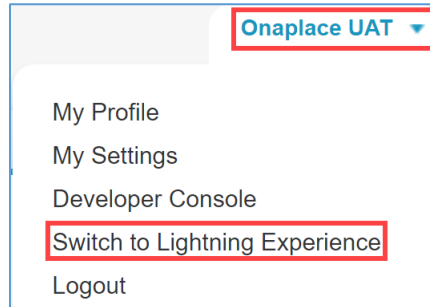 Onaplace UAT
My Profile
My Settings
Developer Console
Switch to Lightning Experience
Logout